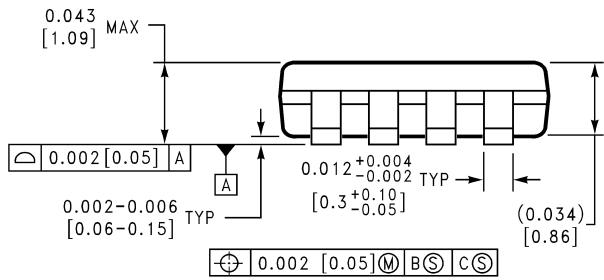 0.043 MAX
[1.09]
⌓ 0.002 [0.05] A
A
0.012 +0.004 -0.002 TYP
[0.3 +0.10 -0.05]
0.002-0.006 TYP
[0.06-0.15]
(0.034)
[0.86]
⌖ 0.002 [0.05] Ⓜ B Ⓢ C Ⓢ